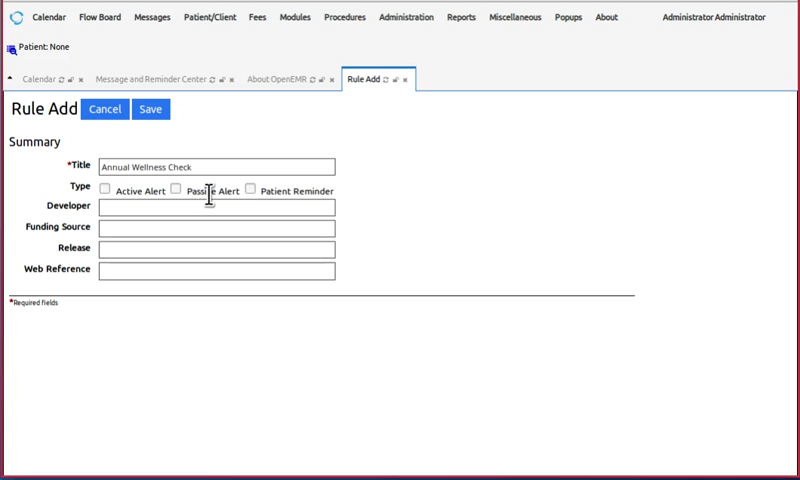 Calendar Flow Board Messages Patient/Client Fees Modules Procedures Administration Reports Miscellaneous Popups About Administrator Administrator
Patient: None
Calendar Message and Reminder Center About OpenEMR Rule Add
Rule Add Cancel Save
Summary
*Title Annual Wellness Check
Type Active Alert Passive Alert Patient Reminder
Developer
Funding Source
Release
Web Reference
*Required fields